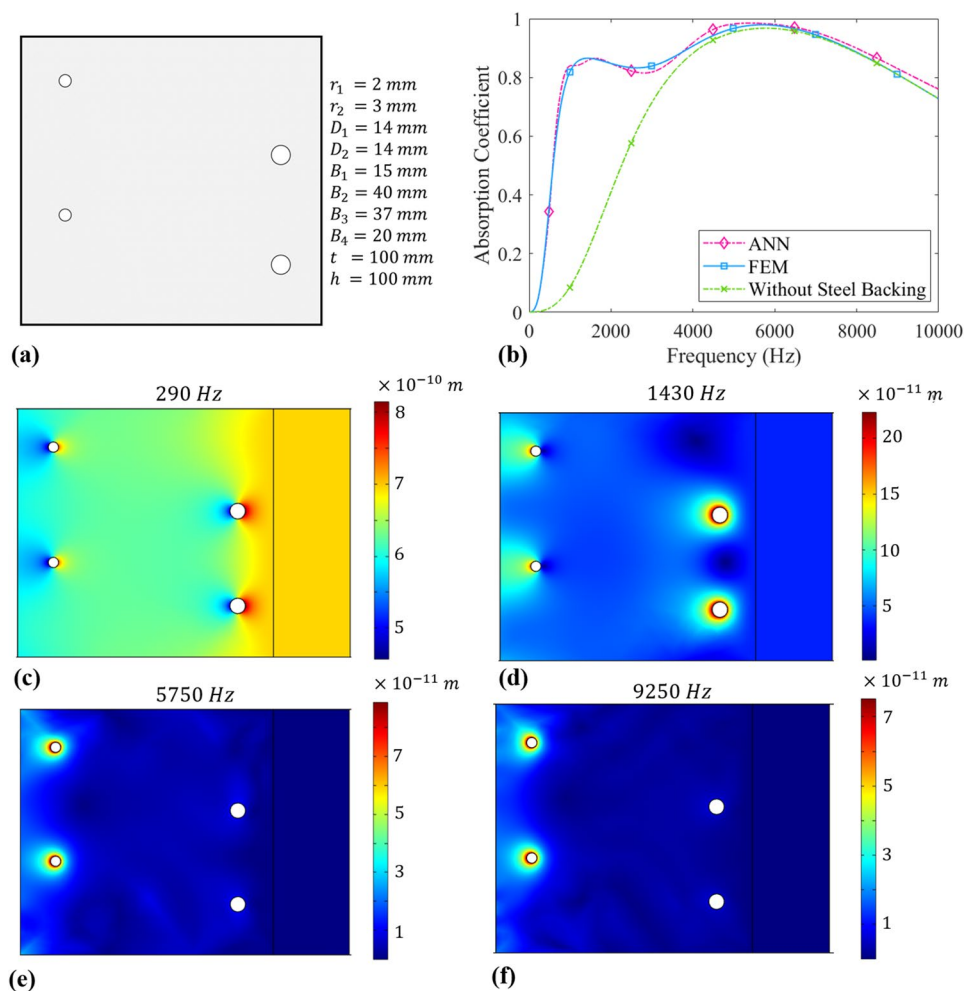 r₁ = 2 mm
r₂ = 3 mm
D₁ = 14 mm
D₂ = 14 mm
B₁ = 15 mm
B₂ = 40 mm
B₃ = 37 mm
B₄ = 20 mm
t = 100 mm
h = 100 mm
(a)
Absorption Coefficient
1
0.8
0.6
0.4
0.2
0
ANN
FEM
Without Steel Backing
0 2000 4000 6000 8000 10000
Frequency (Hz)
(b)
290 Hz
× 10⁻¹⁰ m
8
7
6
5
(c)
1430 Hz
× 10⁻¹¹ m
20
15
10
5
(d)
5750 Hz
× 10⁻¹¹ m
7
5
3
1
(e)
9250 Hz
× 10⁻¹¹ m
7
5
3
1
(f)